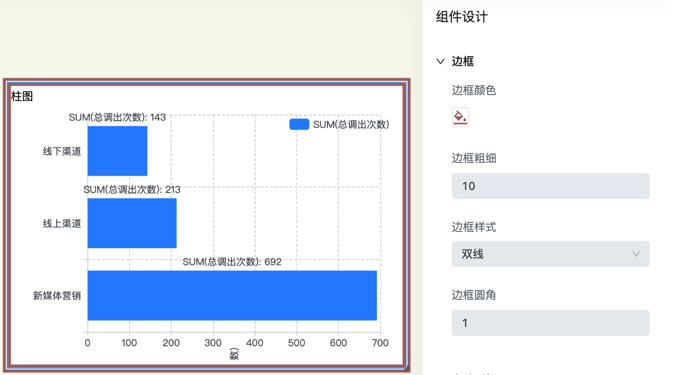 组件设计
边框
边框颜色
边框粗细
10
边框样式
双线
边框圆角
1
柱图
SUM(总调出次数)
SUM(总调出次数): 143
线下渠道
SUM(总调出次数): 213
线上渠道
SUM(总调出次数): 692
新媒体营销
0 100 200 300 400 500 600 700
数)